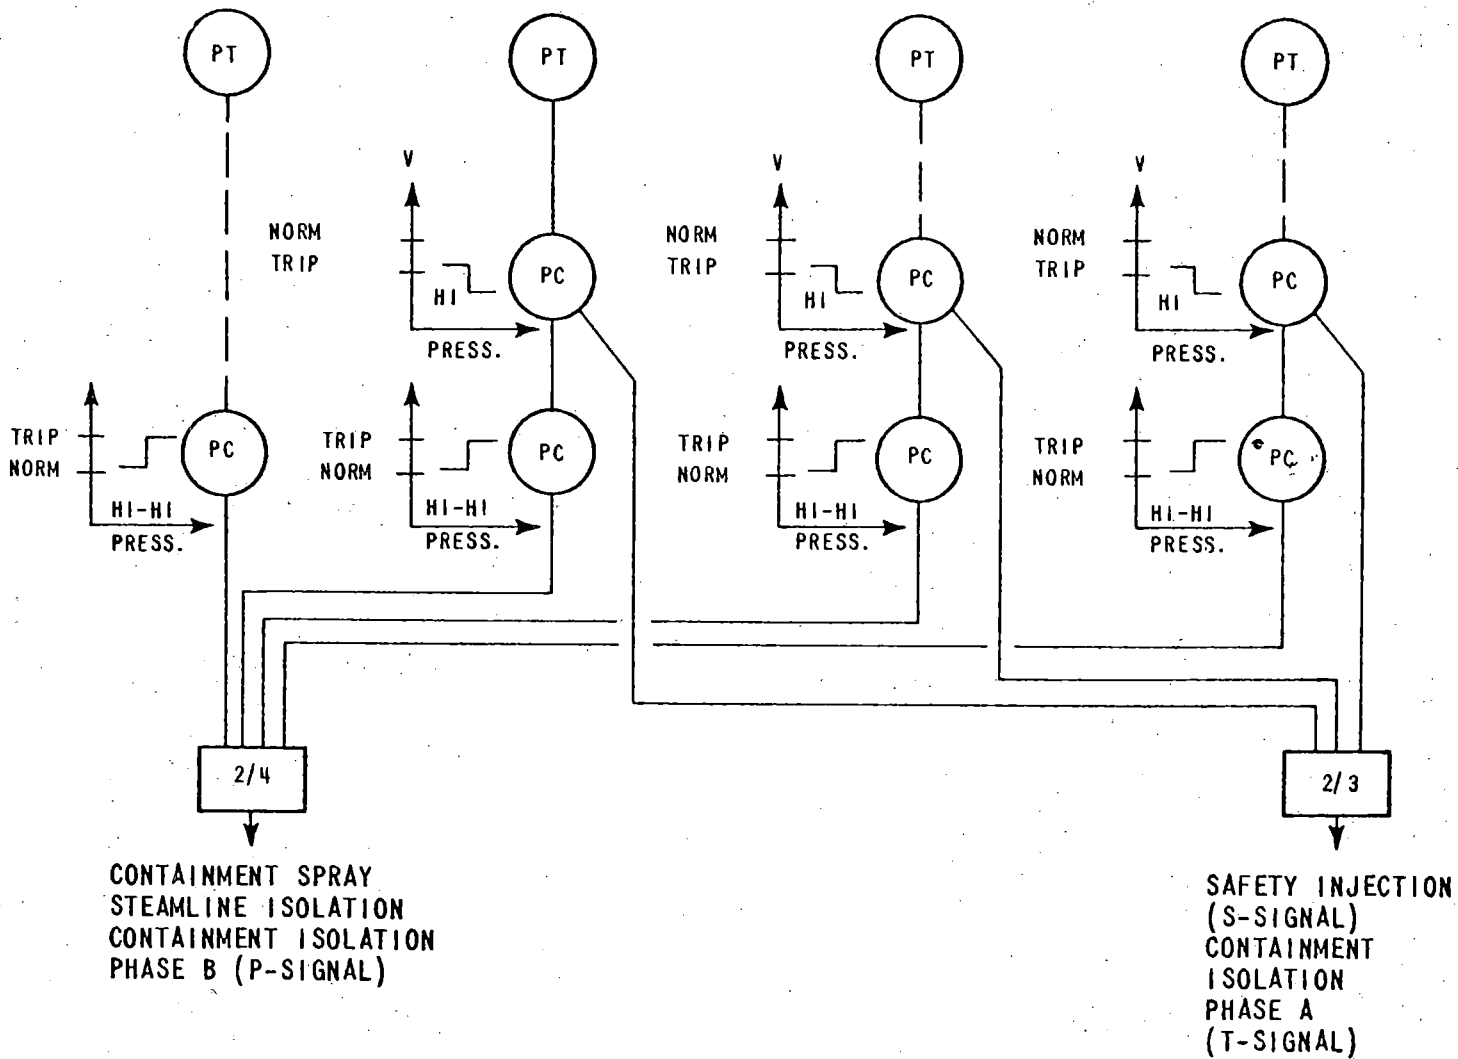 PT PT PT PT
V V V
NORM NORM NORM
TRIP TRIP TRIP
HI PC HI PC HI PC
PRESS. PRESS. PRESS.
TRIP PC TRIP PC TRIP PC TRIP PC
NORM NORM NORM NORM
HI-HI HI-HI HI-HI HI-HI
PRESS. PRESS. PRESS. PRESS.
2/4 2/3
CONTAINMENT SPRAY
STEAMLINE ISOLATION
CONTAINMENT ISOLATION
PHASE B (P-SIGNAL)
SAFETY INJECTION
(S-SIGNAL)
CONTAINMENT
ISOLATION
PHASE A
(T-SIGNAL)